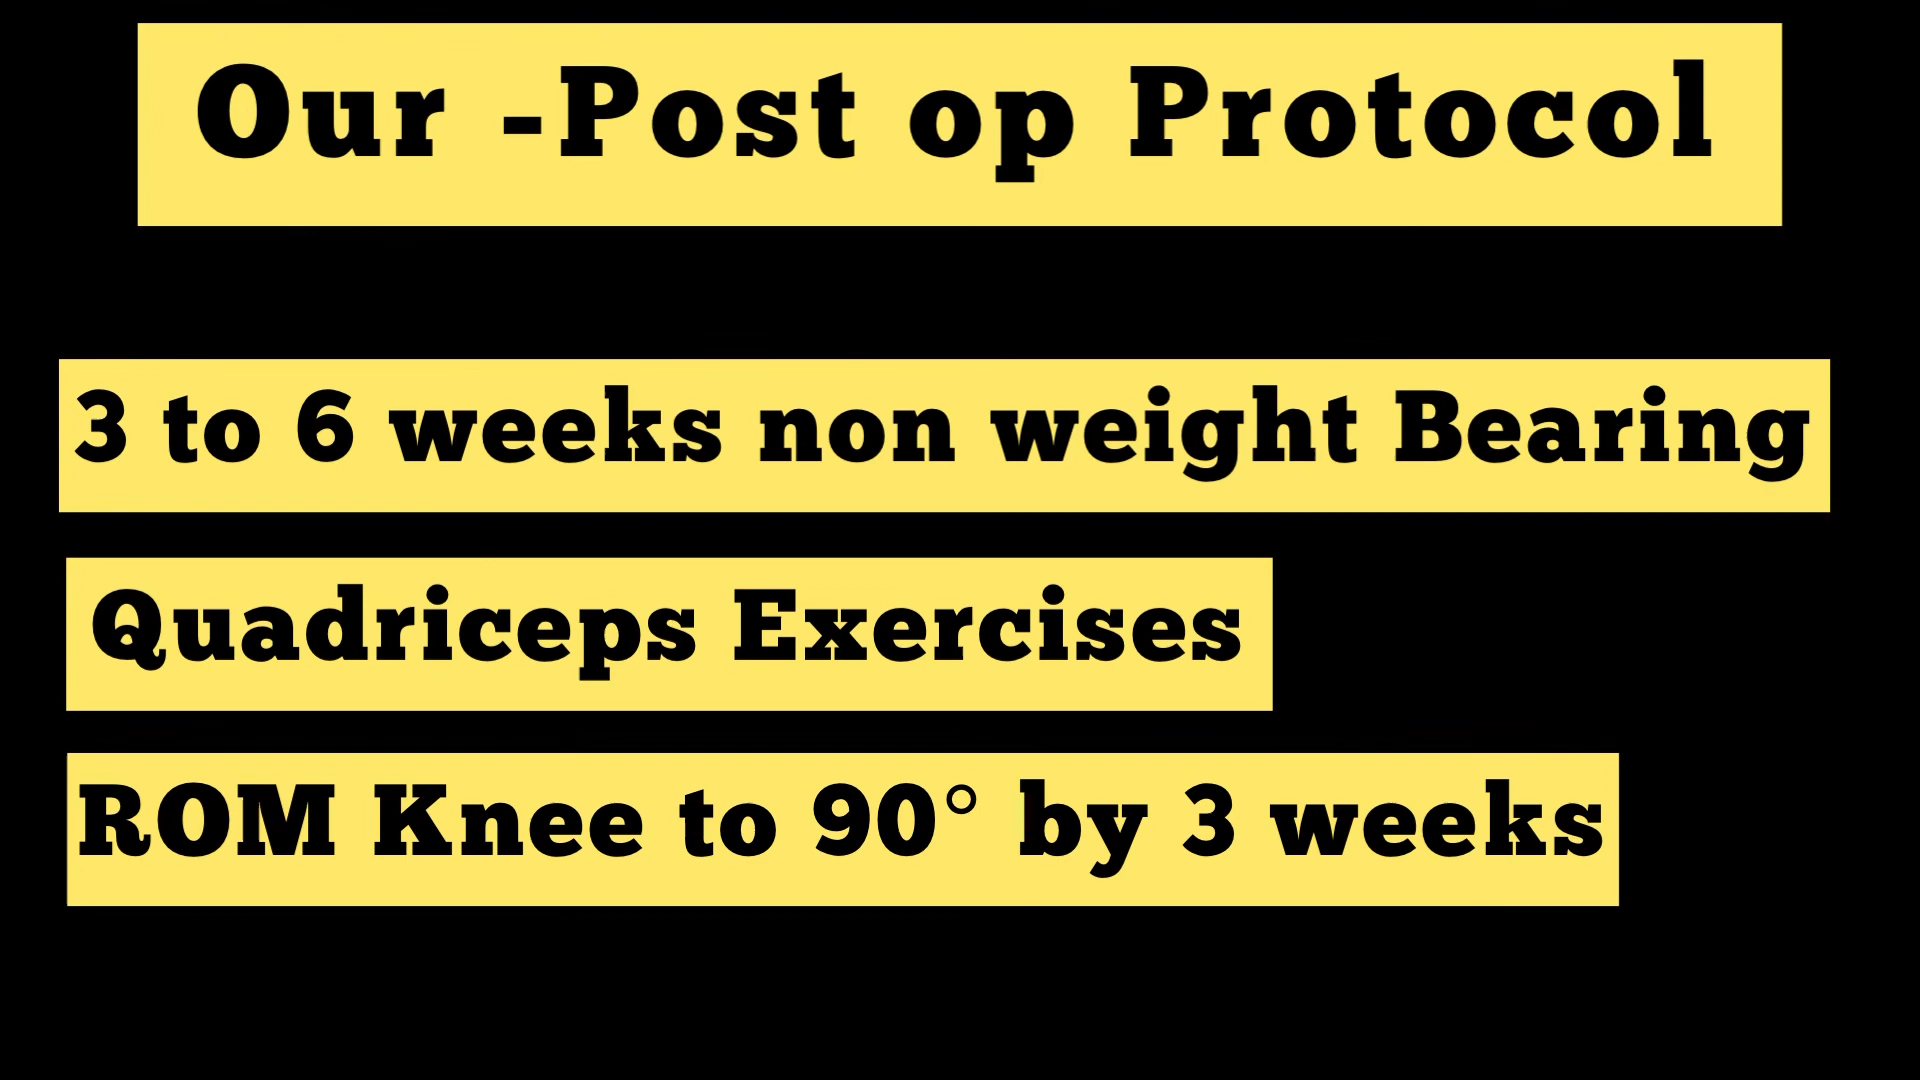 Our -Post op Protocol
3 to 6 weeks non weight Bearing
Quadriceps Exercises
ROM Knee to 90° by 3 weeks